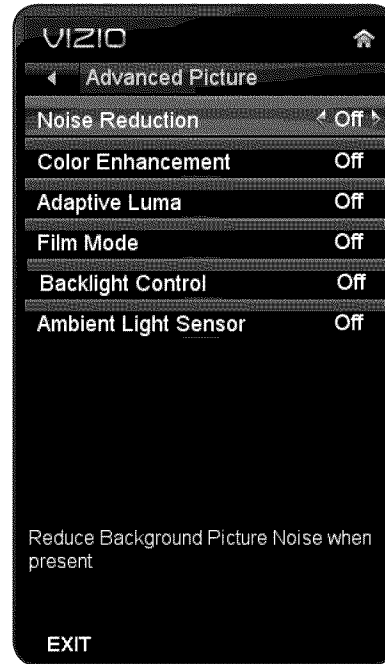 VIZIO
Advanced Picture
Noise Reduction Off
Color Enhancement Off
Adaptive Luma Off
Film Mode Off
Backlight Control Off
Ambient Light Sensor Off
Reduce Background Picture Noise when
present
EXIT